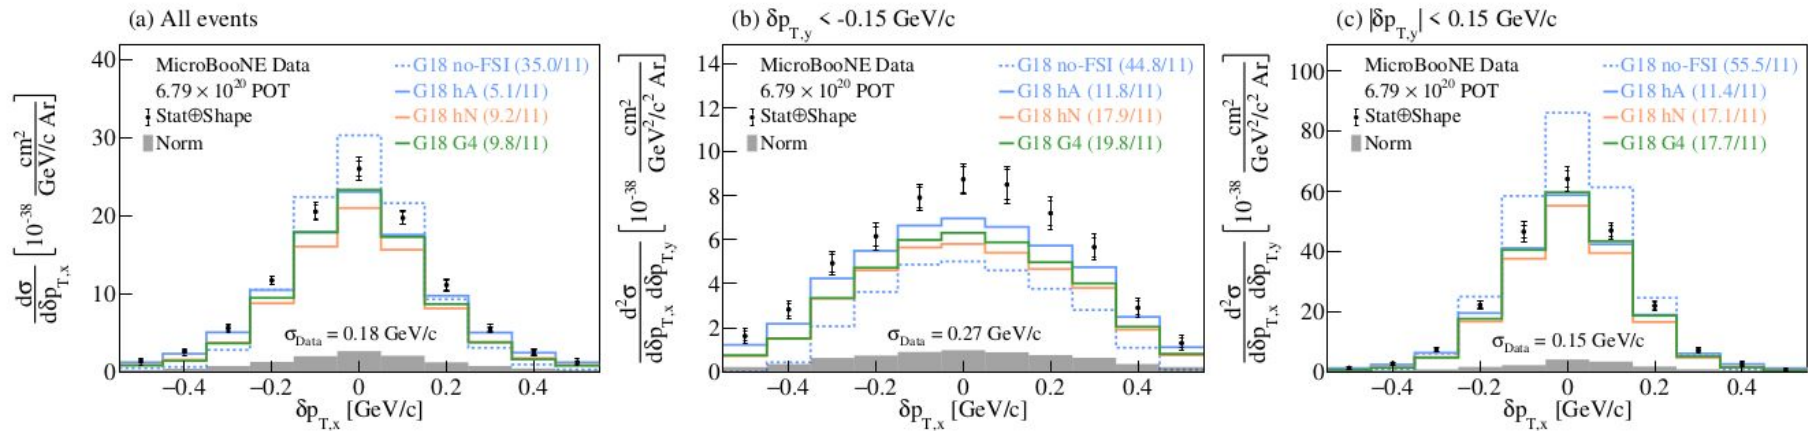 (a) All events
dσ/dδp_T,x [10^-38 cm²/(GeV/c Ar)]
MicroBooNE Data
6.79 × 10^20 POT
Stat⊕Shape
Norm
G18 no-FSI (35.0/11)
G18 hA (5.1/11)
G18 hN (9.2/11)
G18 G4 (9.8/11)
σ_Data = 0.18 GeV/c
40
30
20
10
0
−0.4 −0.2 0 0.2 0.4
δp_T,x [GeV/c]
(b) δp_T,y < -0.15 GeV/c
d²σ/dδp_T,x dδp_T,y [10^-38 cm²/(GeV²/c² Ar)]
MicroBooNE Data
6.79 × 10^20 POT
Stat⊕Shape
Norm
G18 no-FSI (44.8/11)
G18 hA (11.8/11)
G18 hN (17.9/11)
G18 G4 (19.8/11)
σ_Data = 0.27 GeV/c
14
12
10
8
6
4
2
0
−0.4 −0.2 0 0.2 0.4
δp_T,x [GeV/c]
(c) |δp_T,y| < 0.15 GeV/c
d²σ/dδp_T,x dδp_T,y [10^-38 cm²/(GeV²/c² Ar)]
MicroBooNE Data
6.79 × 10^20 POT
Stat⊕Shape
Norm
G18 no-FSI (55.5/11)
G18 hA (11.4/11)
G18 hN (17.1/11)
G18 G4 (17.7/11)
σ_Data = 0.15 GeV/c
100
80
60
40
20
0
−0.4 −0.2 0 0.2 0.4
δp_T,x [GeV/c]